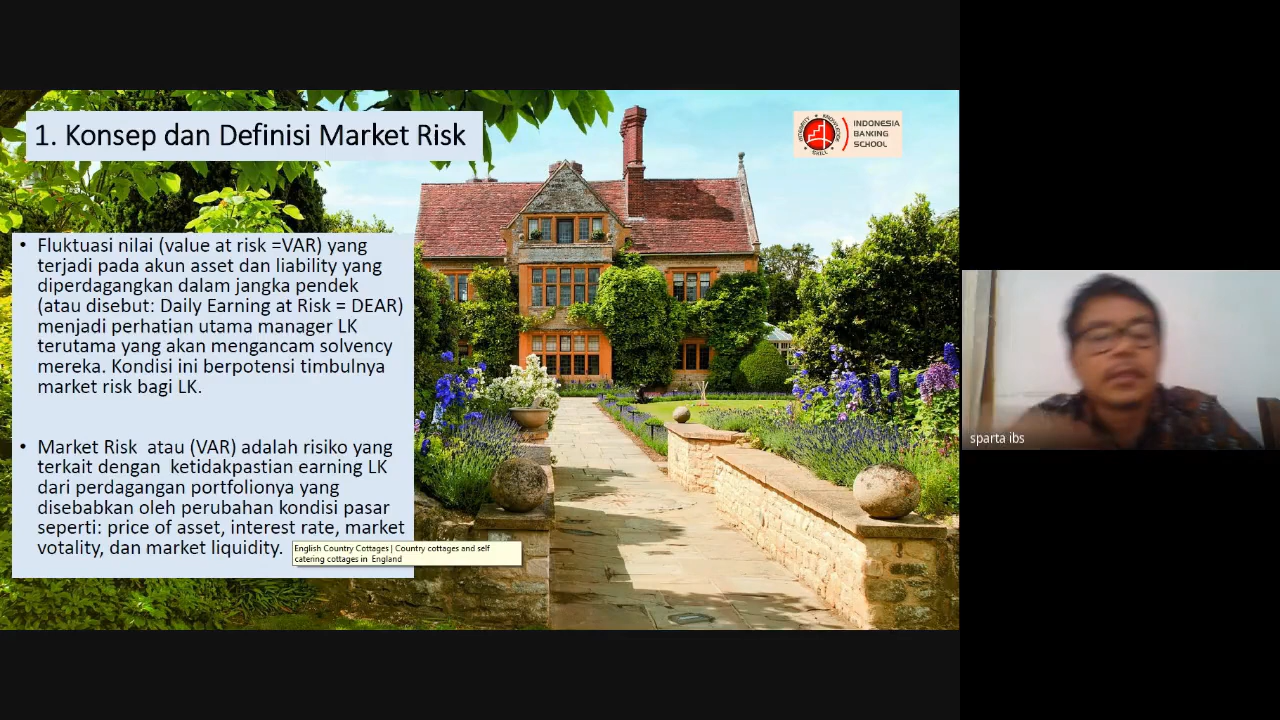 1. Konsep dan Definisi Market Risk
INDONESIA
BANKING
SCHOOL
• Fluktuasi nilai (value at risk =VAR) yang
terjadi pada akun asset dan liability yang
diperdagangkan dalam jangka pendek
(atau disebut: Daily Earning at Risk = DEAR)
menjadi perhatian utama manager LK
terutama yang akan mengancam solvency
mereka. Kondisi ini berpotensi timbulnya
market risk bagi LK.
• Market Risk atau (VAR) adalah risiko yang
terkait dengan ketidakpastian earning LK
dari perdagangan portfolionya yang
disebabkan oleh perubahan kondisi pasar
seperti: price of asset, interest rate, market
votality, dan market liquidity.
English Country Cottages | Country cottages and self
catering cottages in England
sparta ibs